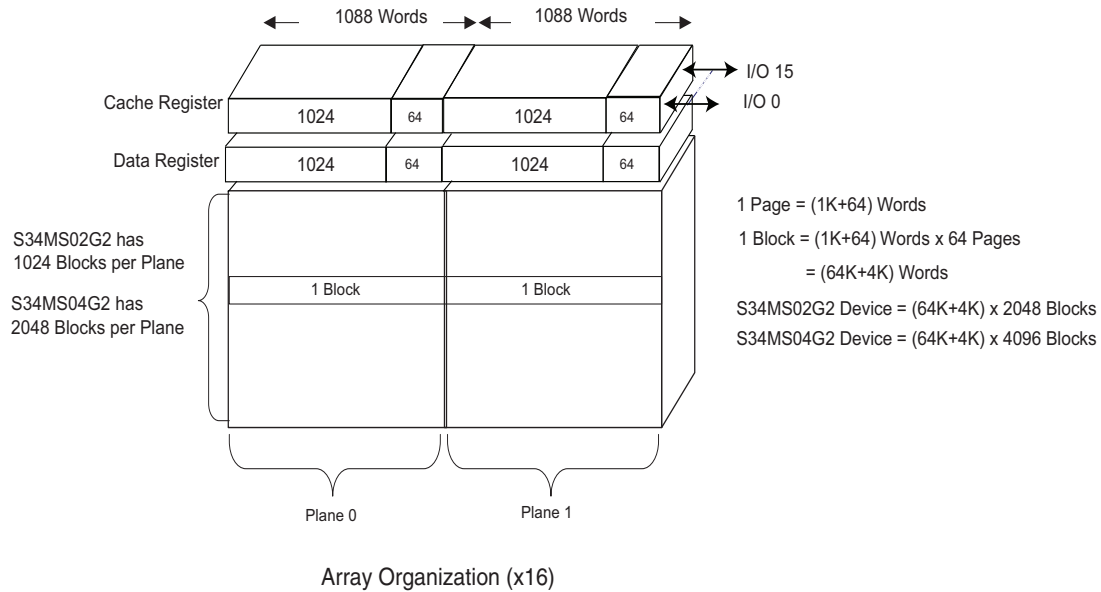 1088 Words 1088 Words
I/O 15
Cache Register 1024 64 1024 64 I/O 0
Data Register 1024 64 1024 64
1 Page = (1K+64) Words
1 Block = (1K+64) Words x 64 Pages
= (64K+4K) Words
S34MS02G2 Device = (64K+4K) x 2048 Blocks
S34MS04G2 Device = (64K+4K) x 4096 Blocks
S34MS02G2 has
1024 Blocks per Plane
S34MS04G2 has
2048 Blocks per Plane
1 Block 1 Block
Plane 0 Plane 1
Array Organization (x16)